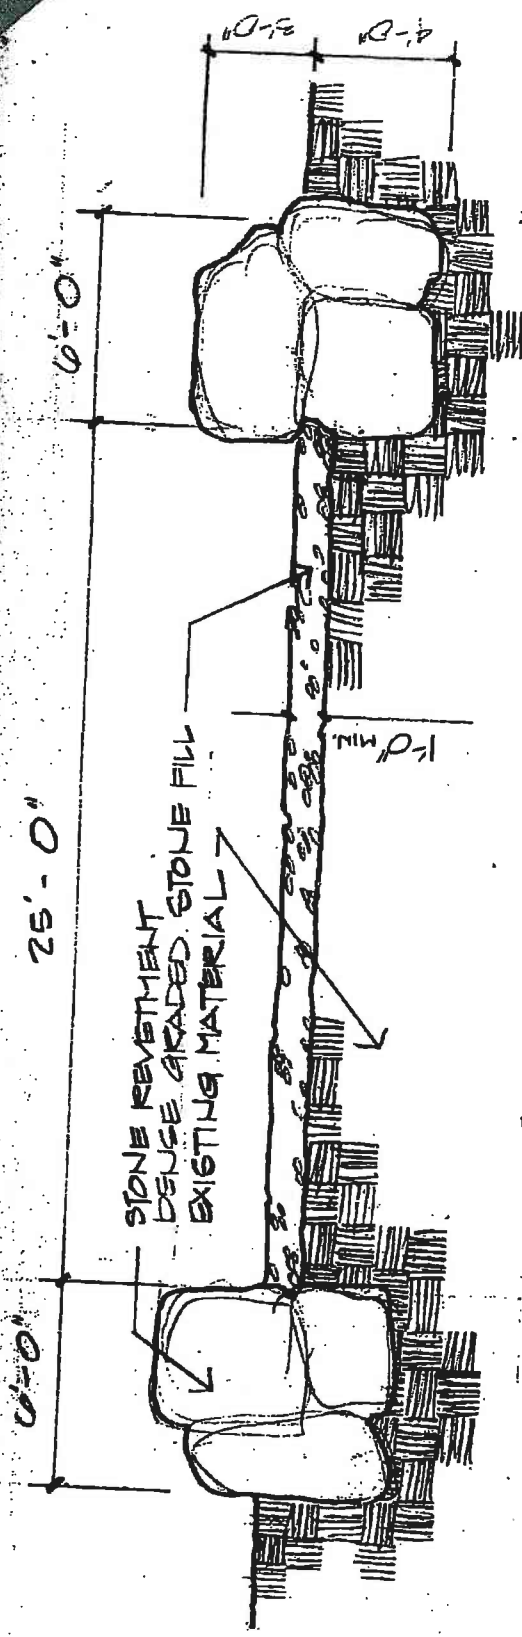 6'-0"
25'-0"
6'-0"
STONE REVETMENT
DENSE GRADED STONE FILL
EXISTING MATERIAL
1'-0" MIN.
3'-0"
4'-0"